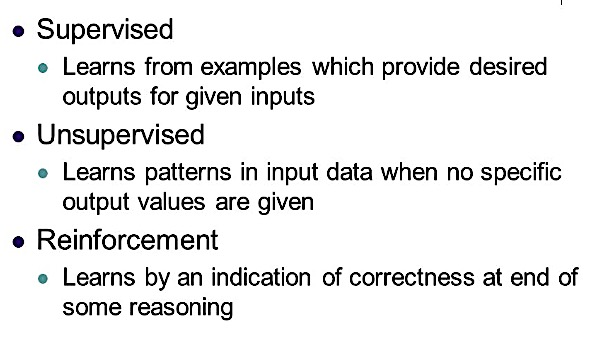 Supervised
Learns from examples which provide desired
outputs for given inputs
Unsupervised
Learns patterns in input data when no specific
output values are given
Reinforcement
Learns by an indication of correctness at end of
some reasoning